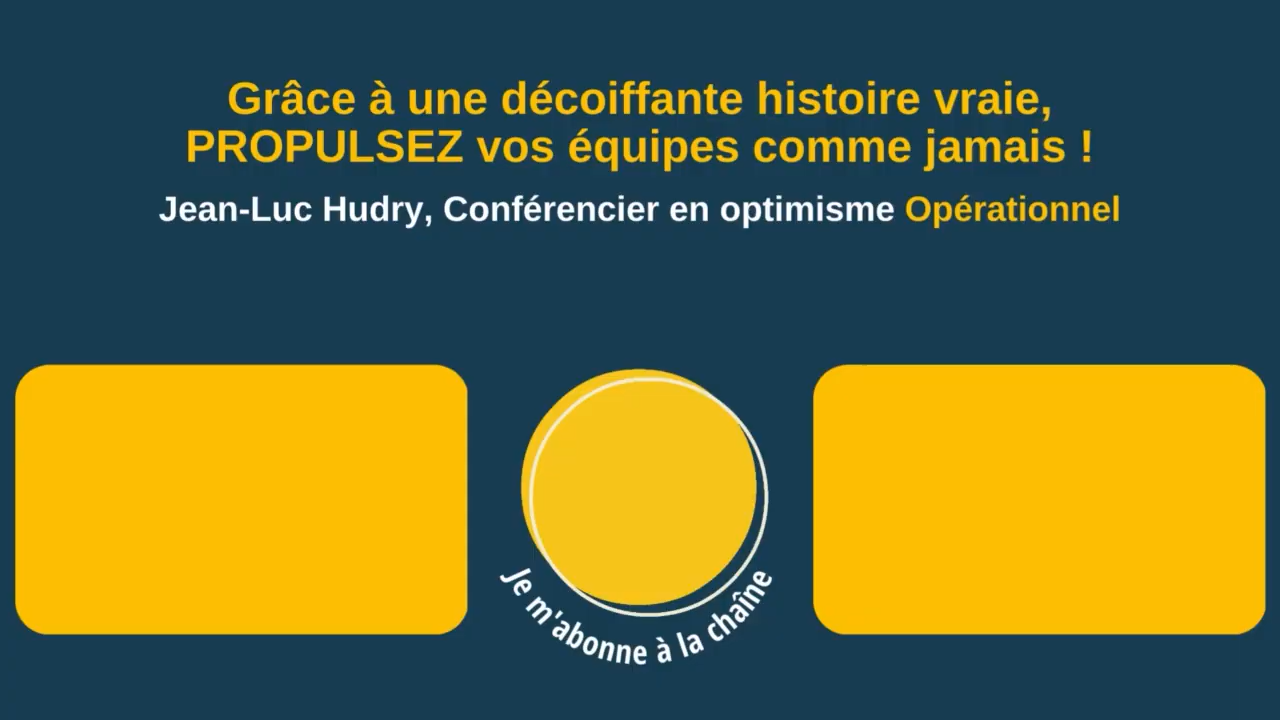 Grâce à une décoiffante histoire vraie,
PROPULSEZ vos équipes comme jamais !
Jean-Luc Hudry, Conférencier en optimisme Opérationnel
Je m'abonne à la chaîne